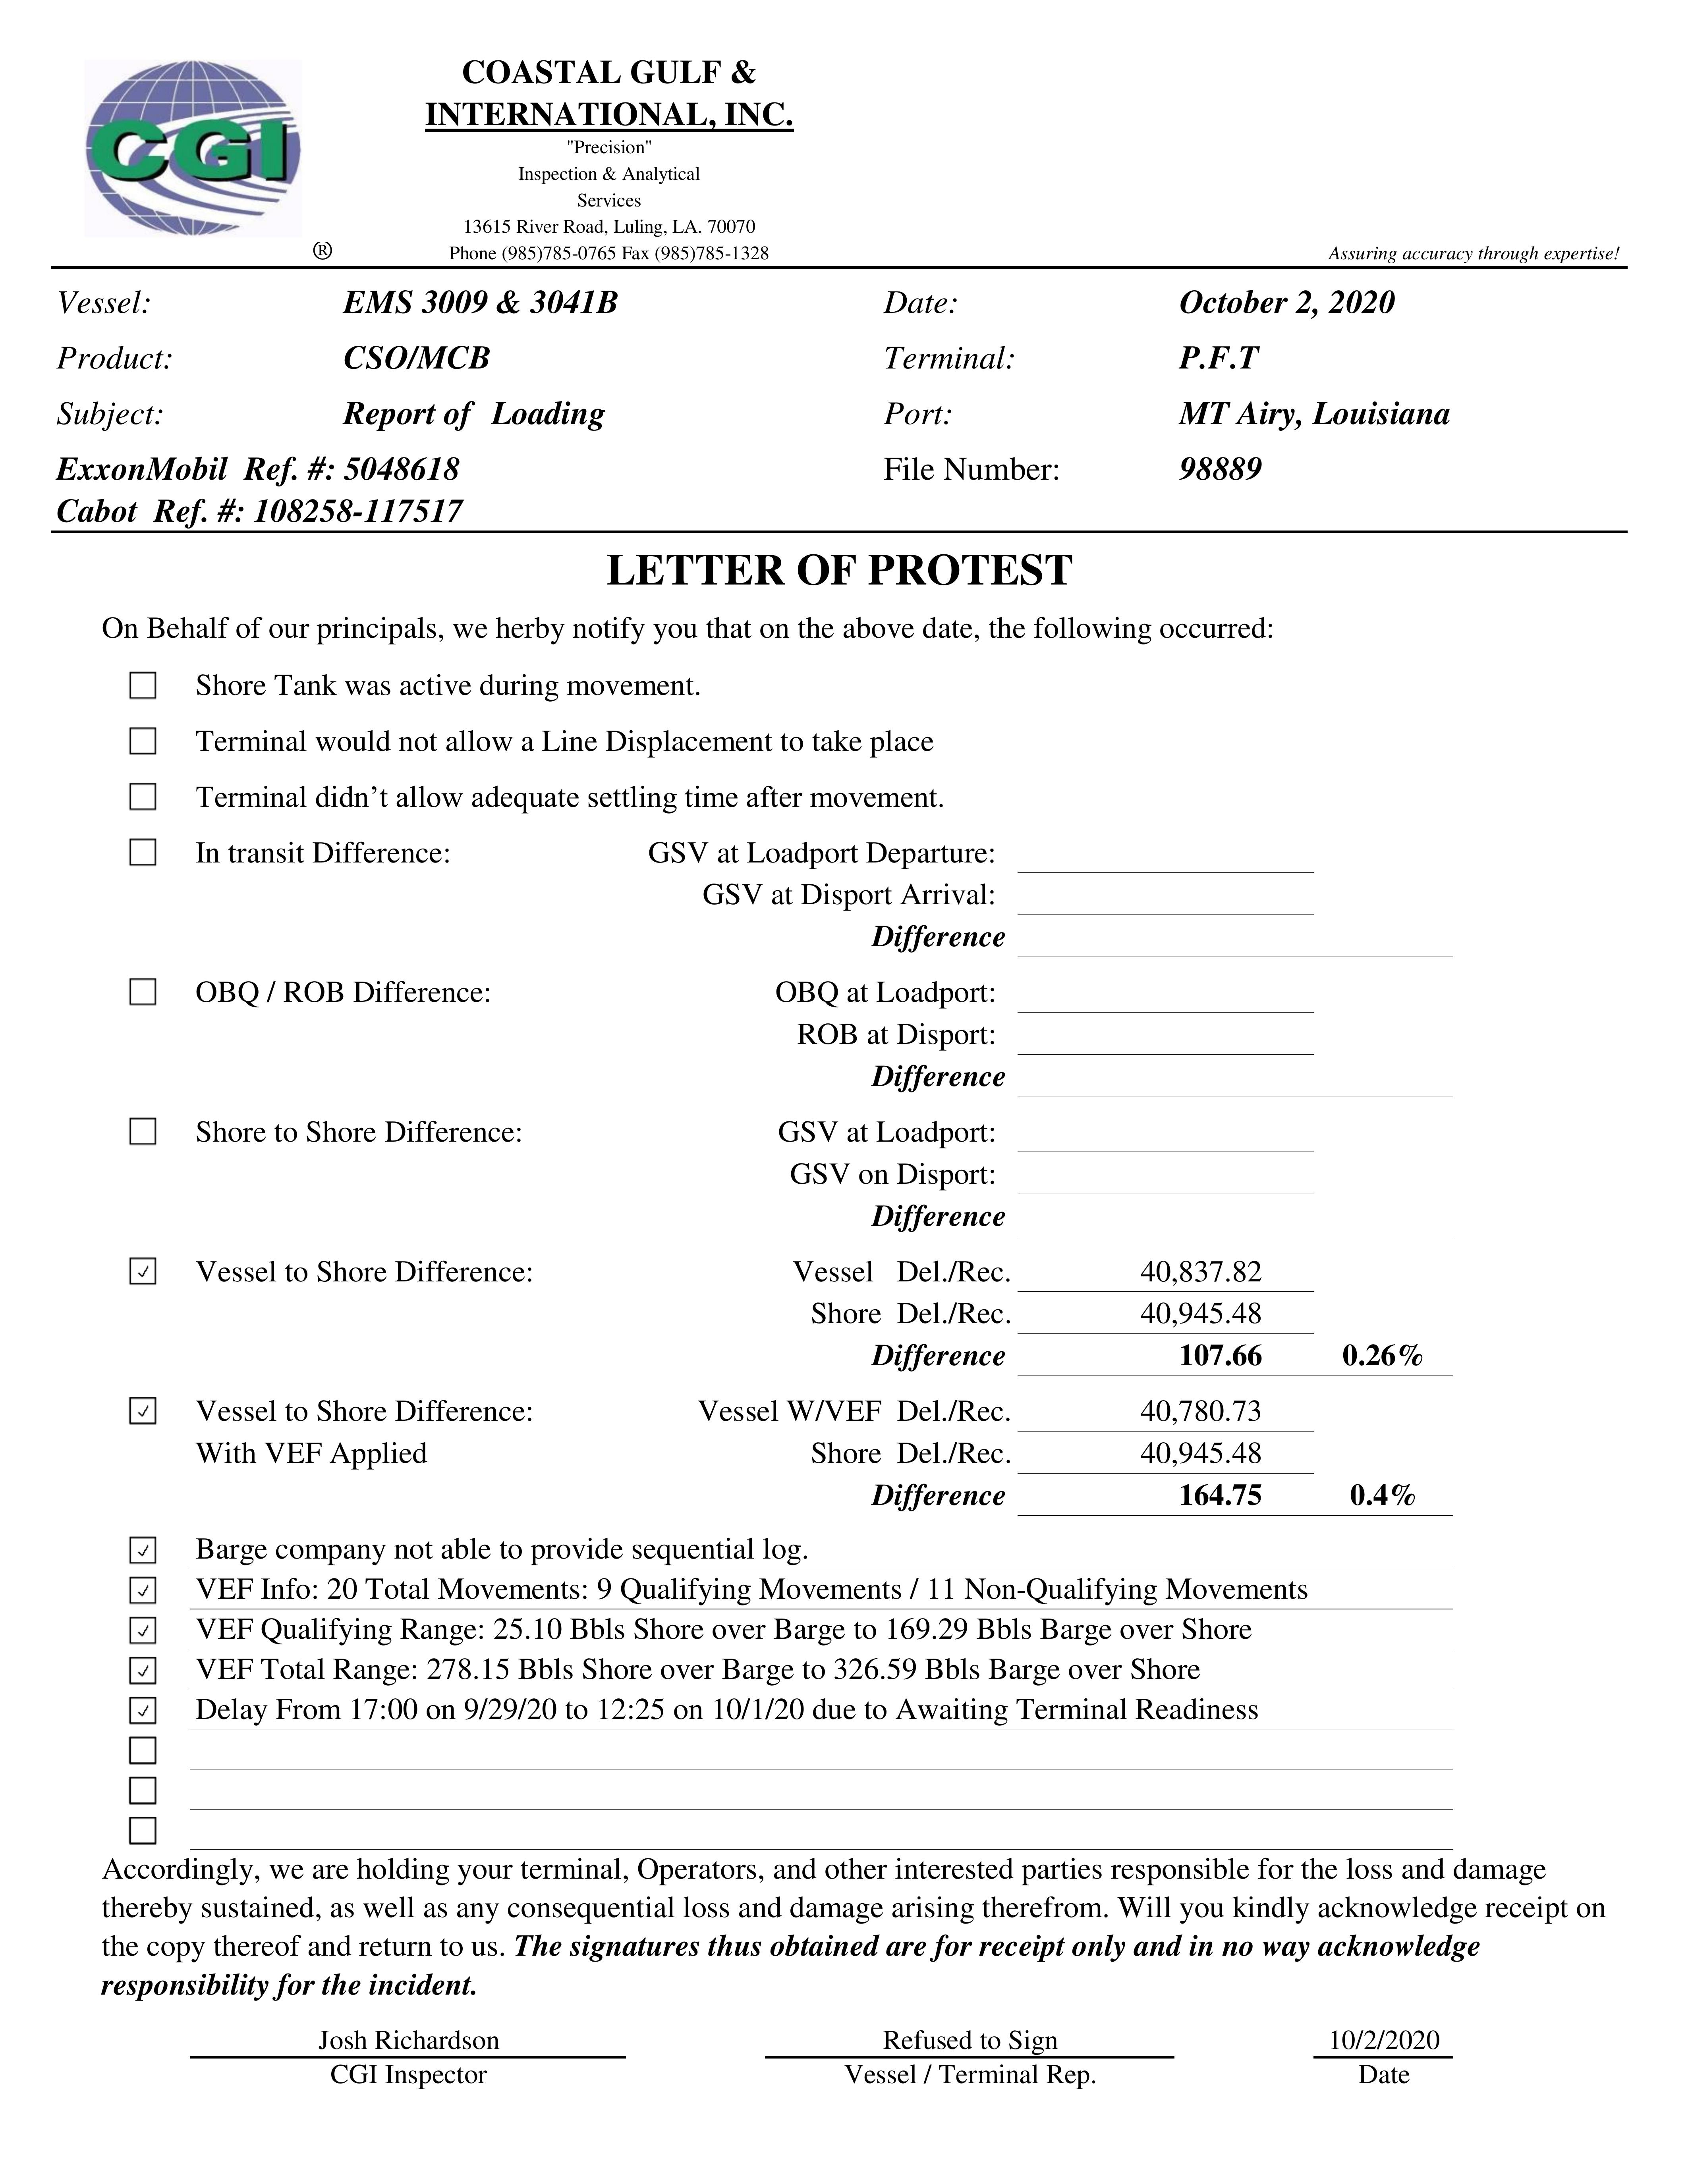 CGI
®
COASTAL GULF &
INTERNATIONAL, INC.
"Precision"
Inspection & Analytical
Services
13615 River Road, Luling, LA. 70070
Phone (985)785-0765 Fax (985)785-1328
Assuring accuracy through expertise!
Vessel: EMS 3009 & 3041B Date: October 2, 2020
Product: CSO/MCB Terminal: P.F.T
Subject: Report of Loading Port: MT Airy, Louisiana
ExxonMobil Ref. #: 5048618 File Number: 98889
Cabot Ref. #: 108258-117517
LETTER OF PROTEST
On Behalf of our principals, we herby notify you that on the above date, the following occurred:
Shore Tank was active during movement.
Terminal would not allow a Line Displacement to take place
Terminal didn’t allow adequate settling time after movement.
In transit Difference: GSV at Loadport Departure:
GSV at Disport Arrival:
Difference
OBQ / ROB Difference: OBQ at Loadport:
ROB at Disport:
Difference
Shore to Shore Difference: GSV at Loadport:
GSV on Disport:
Difference
✓ Vessel to Shore Difference: Vessel Del./Rec. 40,837.82
Shore Del./Rec. 40,945.48
Difference 107.66 0.26%
✓ Vessel to Shore Difference: Vessel W/VEF Del./Rec. 40,780.73
With VEF Applied Shore Del./Rec. 40,945.48
Difference 164.75 0.4%
✓ Barge company not able to provide sequential log.
✓ VEF Info: 20 Total Movements: 9 Qualifying Movements / 11 Non-Qualifying Movements
✓ VEF Qualifying Range: 25.10 Bbls Shore over Barge to 169.29 Bbls Barge over Shore
✓ VEF Total Range: 278.15 Bbls Shore over Barge to 326.59 Bbls Barge over Shore
✓ Delay From 17:00 on 9/29/20 to 12:25 on 10/1/20 due to Awaiting Terminal Readiness
Accordingly, we are holding your terminal, Operators, and other interested parties responsible for the loss and damage
thereby sustained, as well as any consequential loss and damage arising therefrom. Will you kindly acknowledge receipt on
the copy thereof and return to us. The signatures thus obtained are for receipt only and in no way acknowledge
responsibility for the incident.
Josh Richardson Refused to Sign 10/2/2020
CGI Inspector Vessel / Terminal Rep. Date